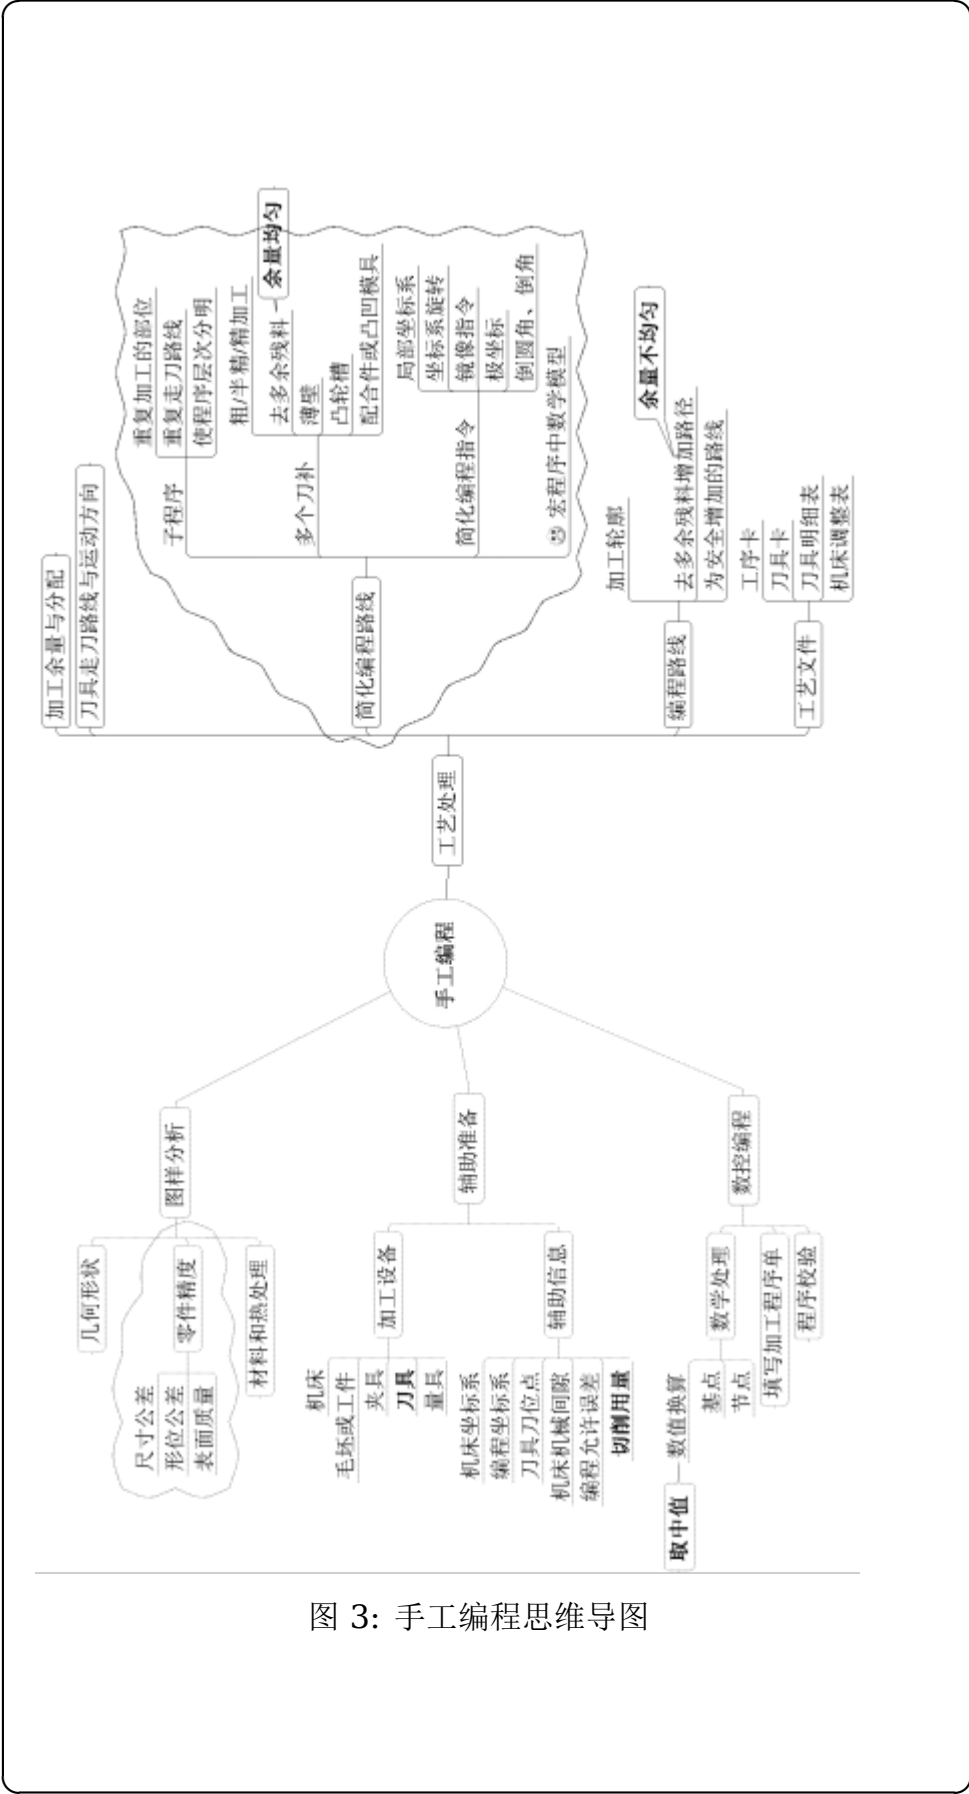 手工编程
图样分析
几何形状
零件精度
尺寸公差
形位公差
表面质量
材料和热处理
辅助准备
加工设备
机床
毛坯或工件
夹具
刀具
量具
辅助信息
机床坐标系
编程坐标系
刀具刀位点
机床机械间隙
编程允许误差
切削用量
数控编程
数学处理
数值换算
取中值
基点
节点
填写加工程序单
程序校验
工艺处理
加工余量与分配
刀具走刀路线与运动方向
简化编程路线
子程序
重复加工的部位
重复走刀路线
使程序层次分明
多个刀补
粗/半精/精加工
去多余残料
余量均匀
薄壁
凸轮槽
配合件或凸凹模具
简化编程指令
局部坐标系
坐标系旋转
镜像指令
极坐标
倒圆角、倒角
宏程序中数学模型
编程路线
加工轮廓
去多余残料增加路径
余量不均匀
为安全增加的路线
工艺文件
工序卡
刀具卡
刀具明细表
机床调整表
图 3: 手工编程思维导图